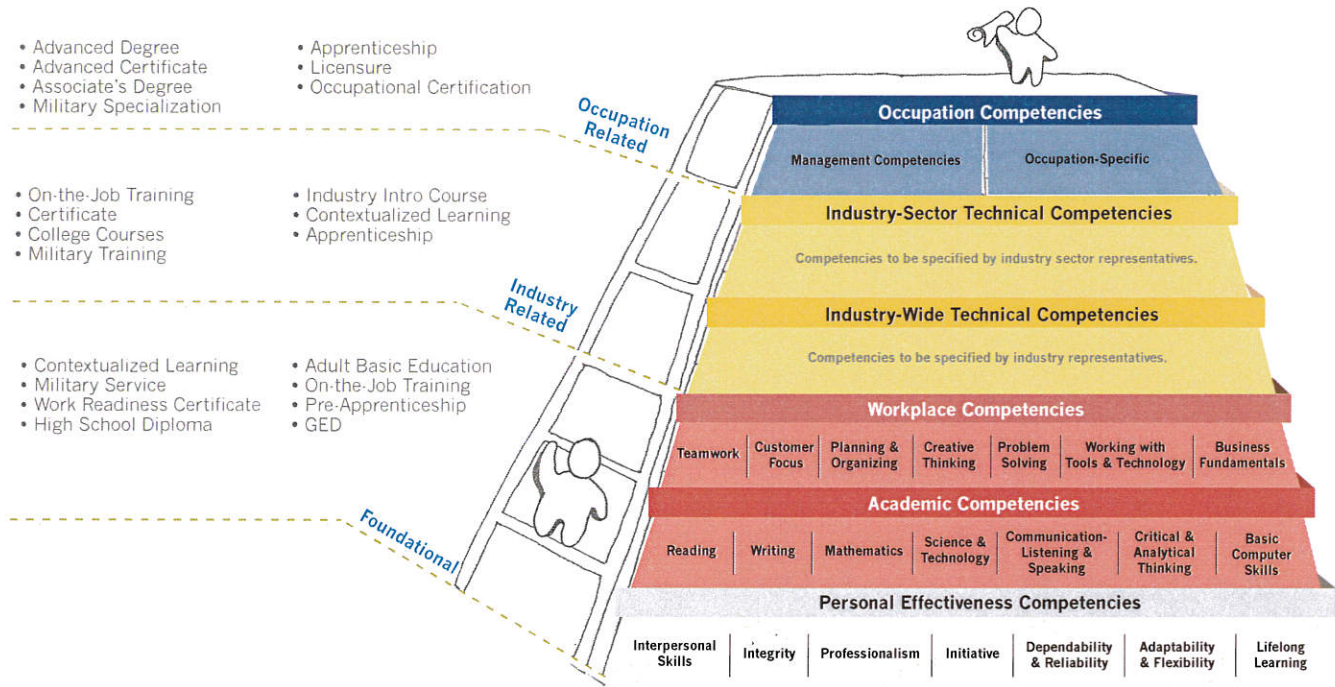 • Advanced Degree
• Advanced Certificate
• Associate's Degree
• Military Specialization
• Apprenticeship
• Licensure
• Occupational Certification
Occupation
Related
• On-the-Job Training
• Certificate
• College Courses
• Military Training
• Industry Intro Course
• Contextualized Learning
• Apprenticeship
Industry
Related
• Contextualized Learning
• Military Service
• Work Readiness Certificate
• High School Diploma
• Adult Basic Education
• On-the-Job Training
• Pre-Apprenticeship
• GED
Foundational
Occupation Competencies
Management Competencies
Occupation-Specific
Industry-Sector Technical Competencies
Competencies to be specified by industry sector representatives.
Industry-Wide Technical Competencies
Competencies to be specified by industry representatives.
Workplace Competencies
Teamwork
Customer
Focus
Planning &
Organizing
Creative
Thinking
Problem
Solving
Working with
Tools & Technology
Business
Fundamentals
Academic Competencies
Reading
Writing
Mathematics
Science &
Technology
Communication-
Listening &
Speaking
Critical &
Analytical
Thinking
Basic
Computer
Skills
Personal Effectiveness Competencies
Interpersonal
Skills
Integrity
Professionalism
Initiative
Dependability
& Reliability
Adaptability
& Flexibility
Lifelong
Learning